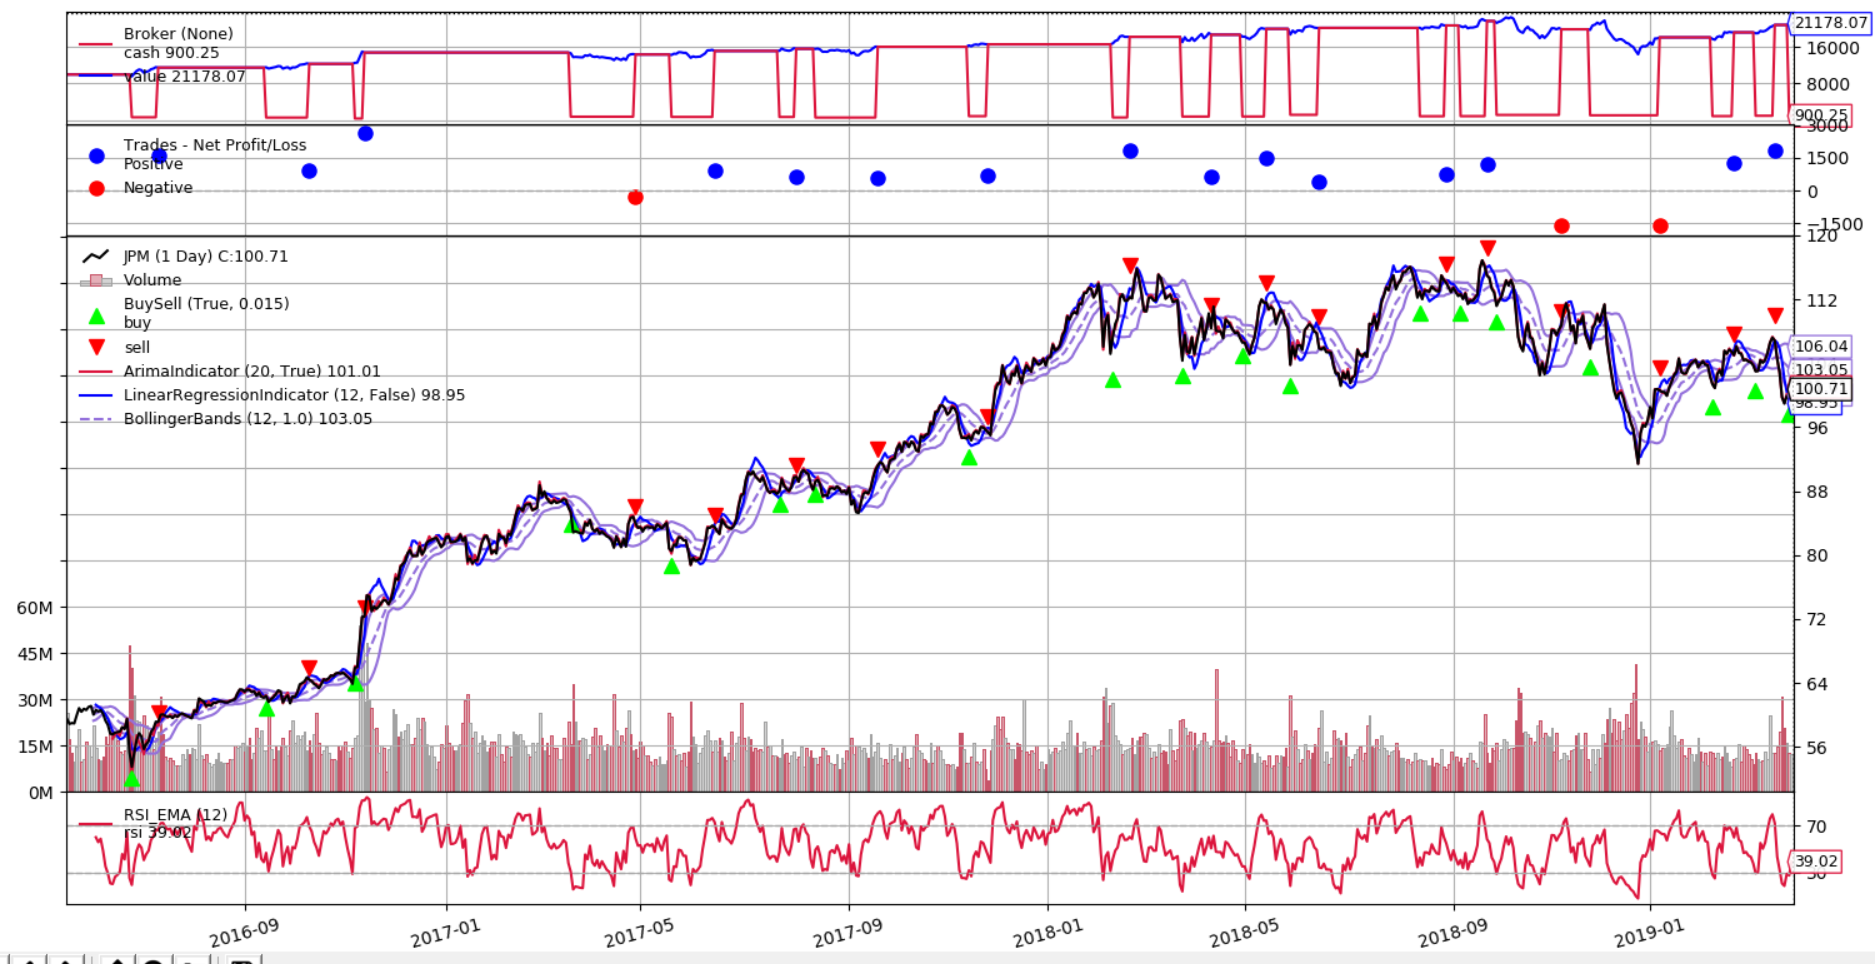 Broker (None)
cash 900.25
value 21178.07
21178.07
16000
8000
900.25
Trades - Net Profit/Loss
Positive
Negative
3000
1500
0
−1500
JPM (1 Day) C:100.71
Volume
BuySell (True, 0.015)
buy
sell
ArimaIndicator (20, True) 101.01
LinearRegressionIndicator (12, False) 98.95
BollingerBands (12, 1.0) 103.05
120
112
106.04
103.05
100.71
98.95
96
88
80
72
64
56
60M
45M
30M
15M
0M
RSI_EMA (12)
rsi 39.02
70
39.02
30
2016-09
2017-01
2017-05
2017-09
2018-01
2018-05
2018-09
2019-01